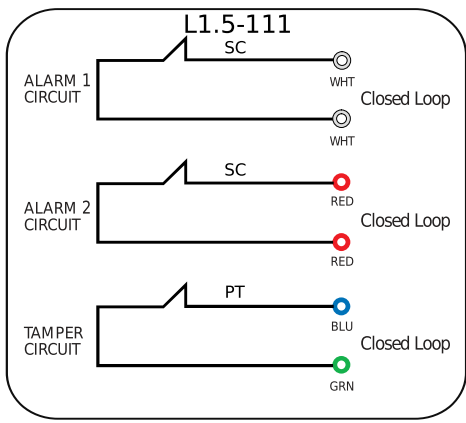 L1.5-111
SC
ALARM 1
CIRCUIT
WHT
Closed Loop
WHT
SC
ALARM 2
CIRCUIT
RED
Closed Loop
RED
PT
TAMPER
CIRCUIT
BLU
Closed Loop
GRN